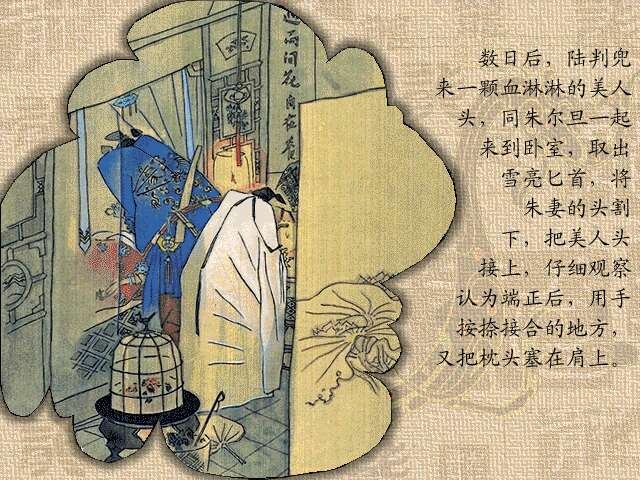 数日后，陆判兜
来一颗血淋淋的美人
头，同朱尔旦一起
来到卧室，取出
雪亮匕首，将
朱妻的头割
下，把美人头
接上，仔细观察
认为端正后，用手
按捺接合的地方，
又把枕头塞在肩上。